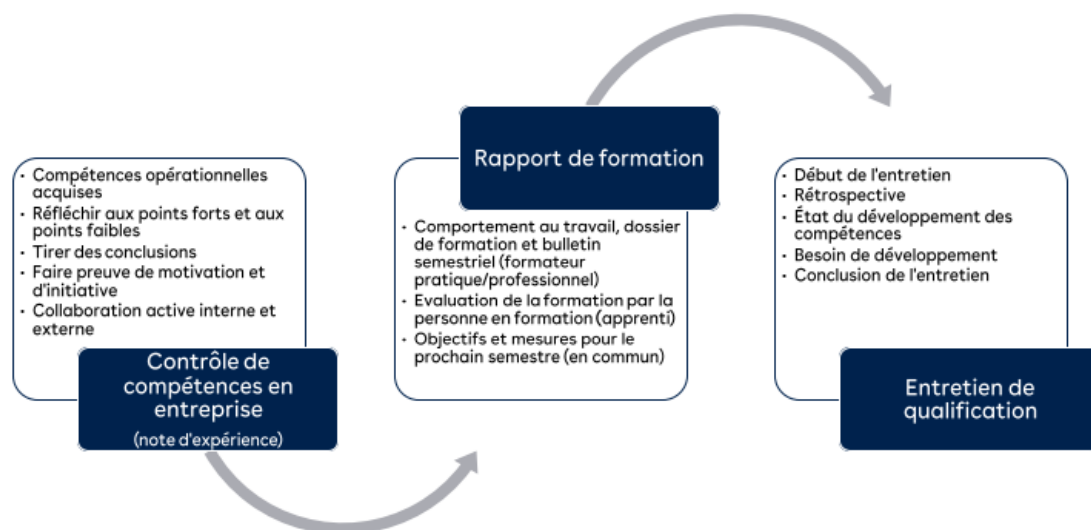 · Compétences opérationnelles
acquises
· Réfléchir aux points forts et aux
points faibles
· Tirer des conclusions
· Faire preuve de motivation et
d'initiative
· Collaboration active interne et
externe
Contrôle de
compétences en
entreprise
(note d'expérience)
Rapport de formation
· Comportement au travail, dossier
de formation et bulletin
semestriel (formateur
pratique/professionnel)
· Evaluation de la formation par la
personne en formation (apprenti)
· Objectifs et mesures pour le
prochain semestre (en commun)
· Début de l'entretien
· Rétrospective
· État du développement des
compétences
· Besoin de développement
· Conclusion de l'entretien
Entretien de
qualification